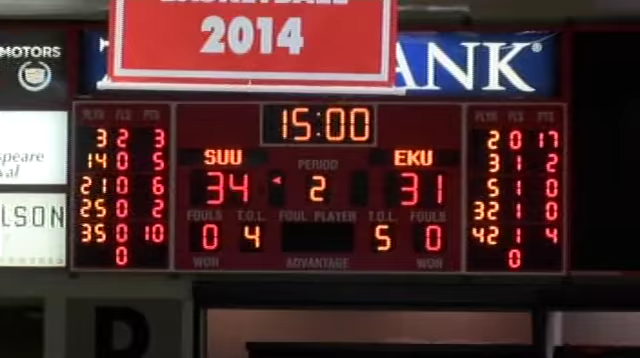 BASKETBALL
2014
MOTORS
ANK
15:00
PLYR FLS PTS
3 2 3
14 0 5
21 0 6
25 0 2
35 0 10
0
SUU PERIOD EKU
34 2 31
FOULS T.O.L. FOUL PLAYER T.O.L. FOULS
0 4 5 0
WON ADVANTAGE WON
PLYR FLS PTS
2 0 17
3 1 2
5 1 0
32 1 0
42 1 4
0
speare
val
LSON